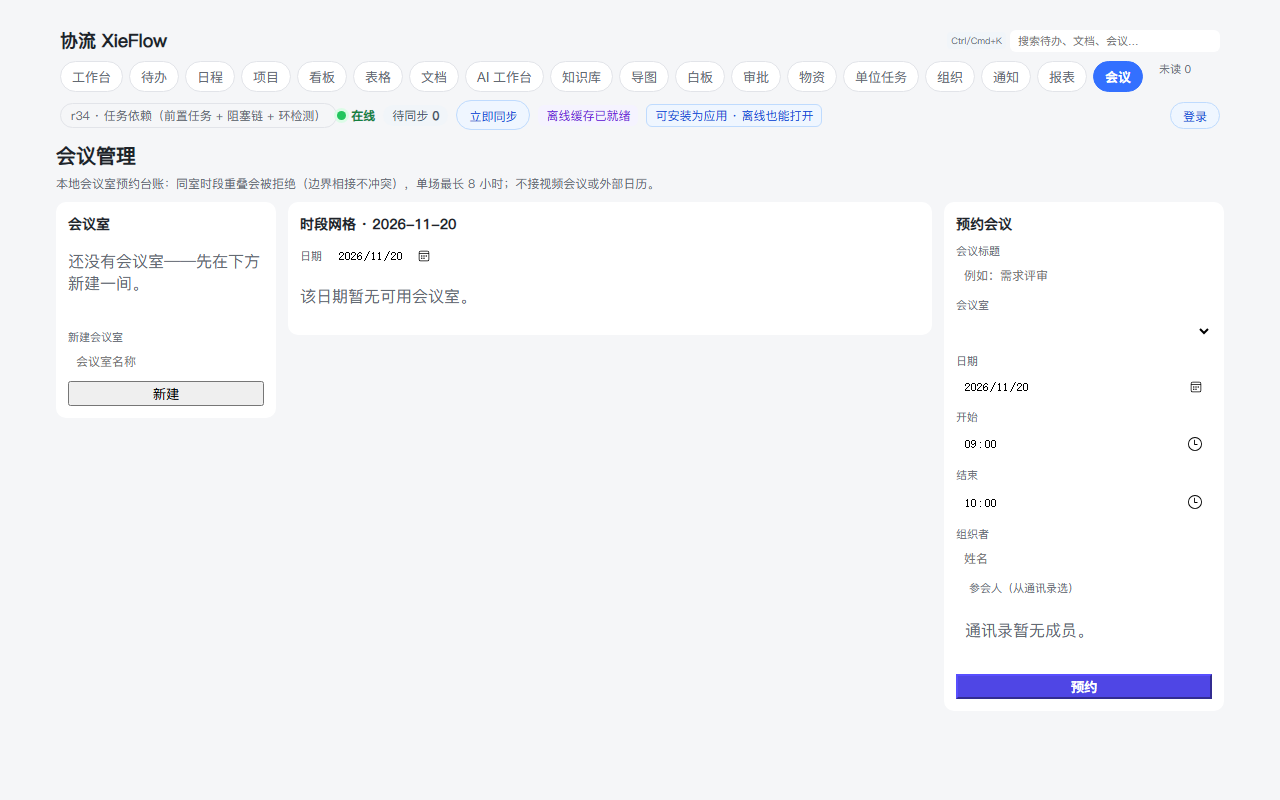 协流 XieFlow
Ctrl/Cmd+K 搜索待办、文档、会议...
工作台 待办 日程 项目 看板 表格 文档 AI 工作台 知识库 导图 白板 审批 物资 单位任务 组织 通知 报表 会议 未读 0
r34 · 任务依赖（前置任务 + 阻塞链 + 环检测） 在线 待同步 0 立即同步 离线缓存已就绪 可安装为应用 · 离线也能打开 登录
会议管理
本地会议室预约台账：同室时段重叠会被拒绝（边界相接不冲突），单场最长 8 小时；不接视频会议或外部日历。
会议室
还没有会议室——先在下方
新建一间。
新建会议室
会议室名称
新建
时段网格 · 2026-11-20
日期 2026/11/20
该日期暂无可用会议室。
预约会议
会议标题
例如：需求评审
会议室
日期
2026/11/20
开始
09:00
结束
10:00
组织者
姓名
参会人（从通讯录选）
通讯录暂无成员。
预约